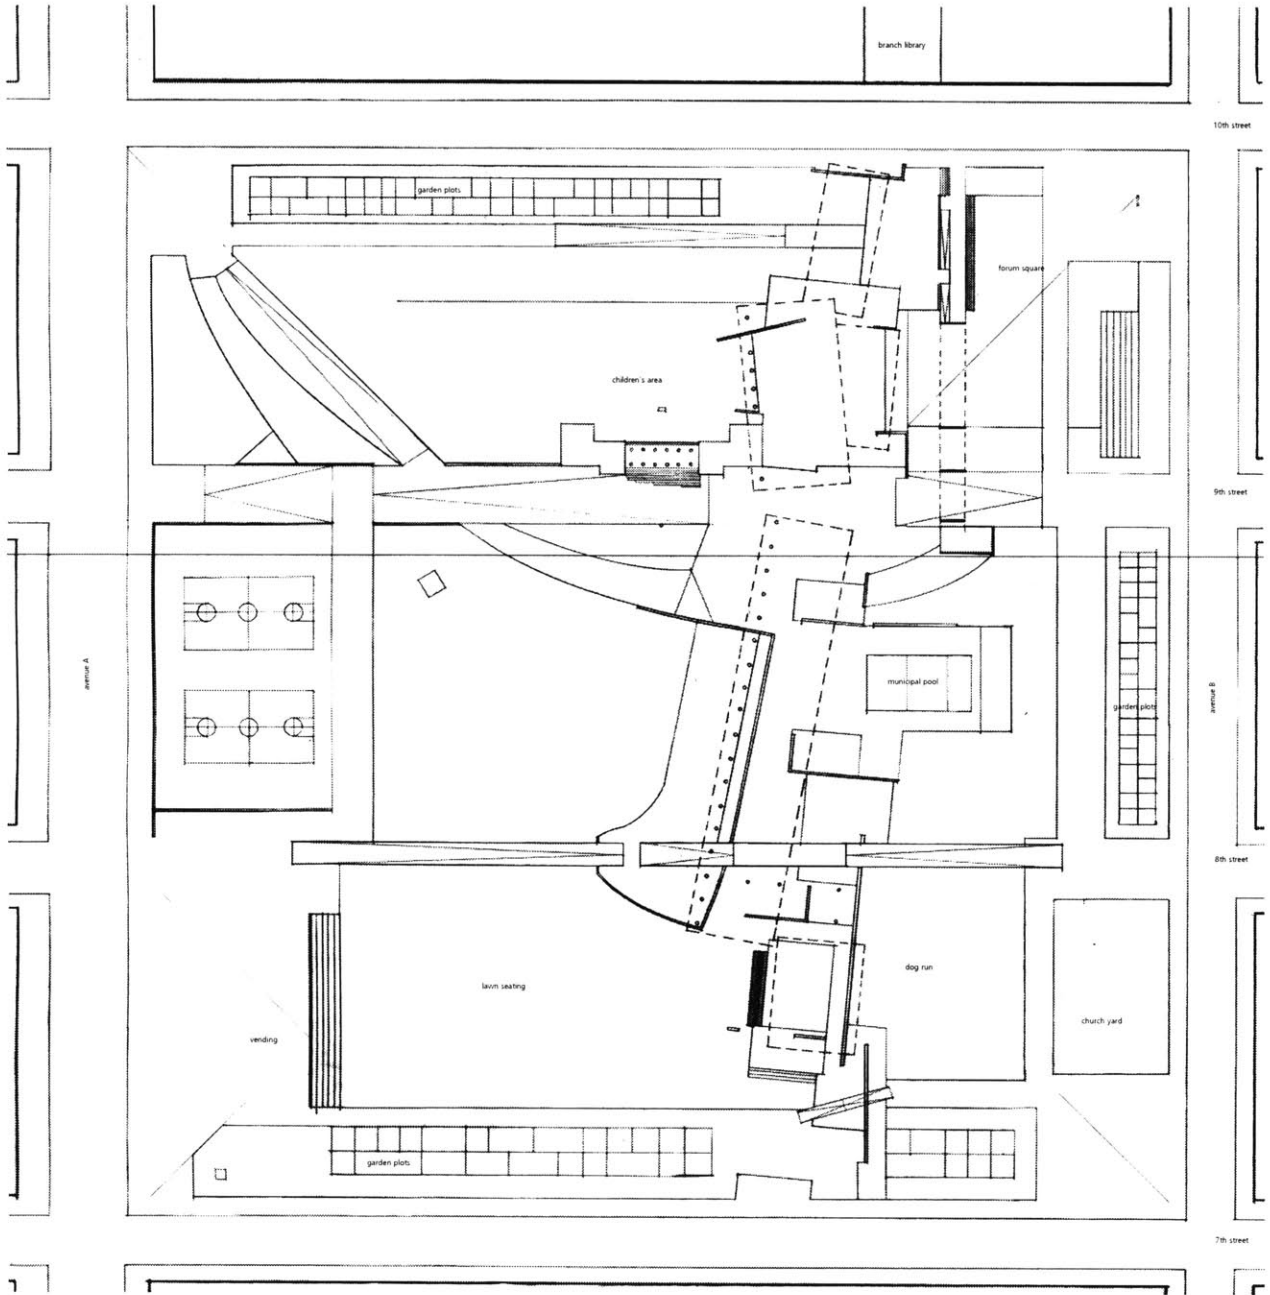 branch library
10th street
garden plots
forum square
children's area
9th street
avenue A
municipal pool
avenue B
garden plots
8th street
dog run
lawn seating
church yard
vending
garden plots
7th street